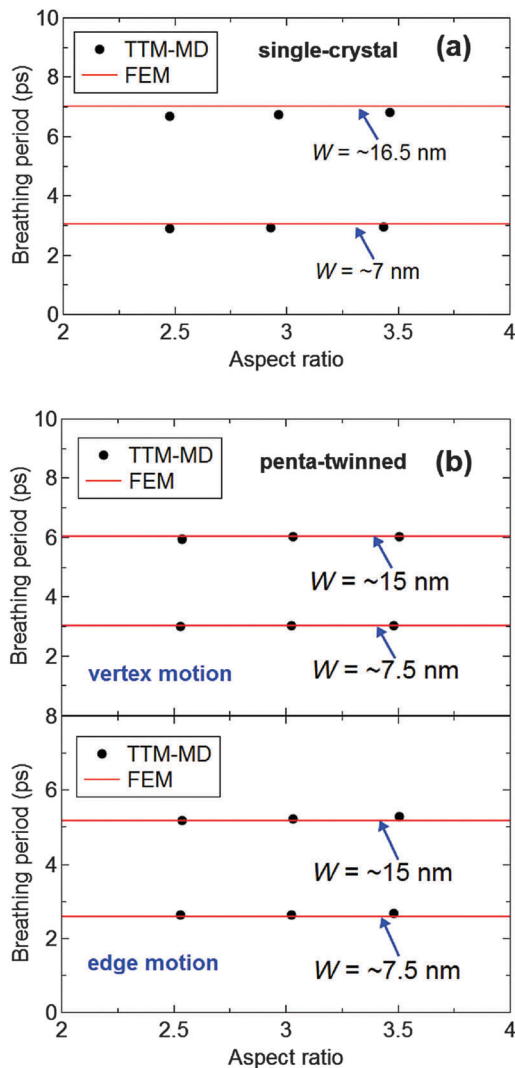 TTM-MD
FEM
single-crystal
(a)
Breathing period (ps)
10
8
6
4
2
0
W = ~16.5 nm
W = ~7 nm
2
2.5
3
3.5
4
Aspect ratio
TTM-MD
FEM
penta-twinned
(b)
Breathing period (ps)
10
8
6
4
2
W = ~15 nm
W = ~7.5 nm
vertex motion
TTM-MD
FEM
Breathing period (ps)
8
6
4
2
0
W = ~15 nm
W = ~7.5 nm
edge motion
2
2.5
3
3.5
4
Aspect ratio